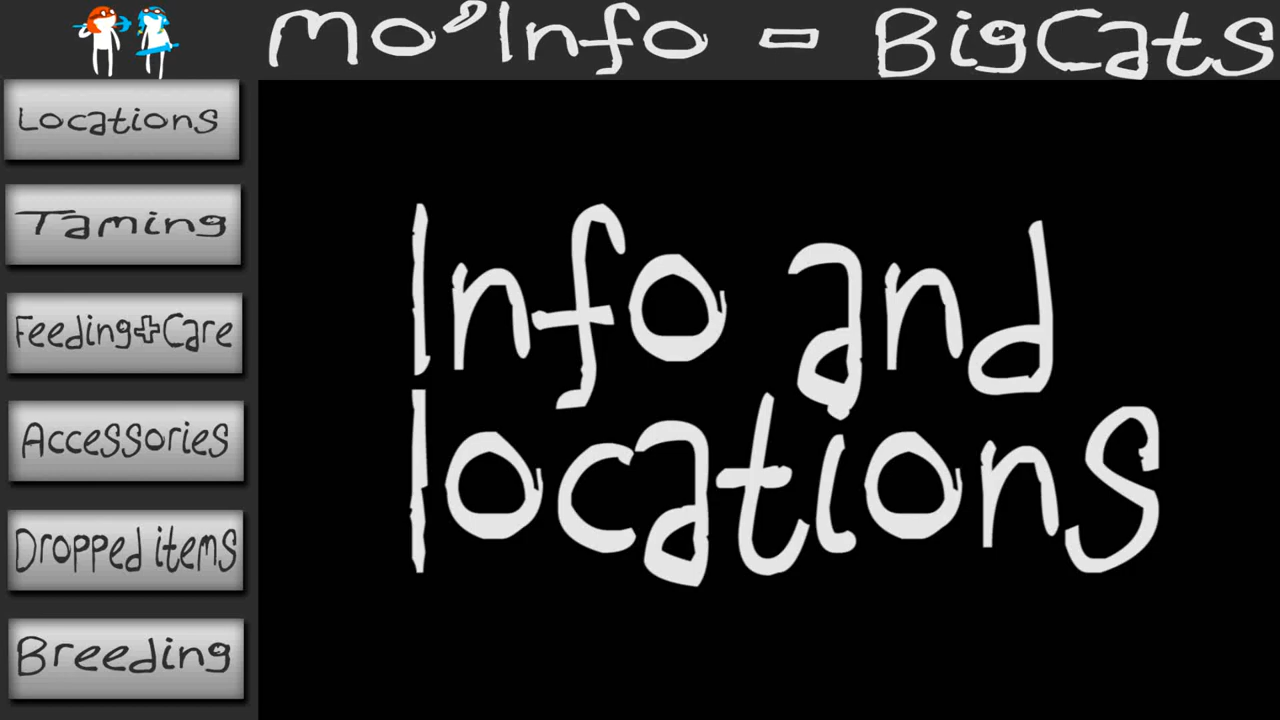 Mo'Info - BigCats
Locations
Taming
Feeding+Care
Accessories
Dropped items
Breeding
Info and
locations